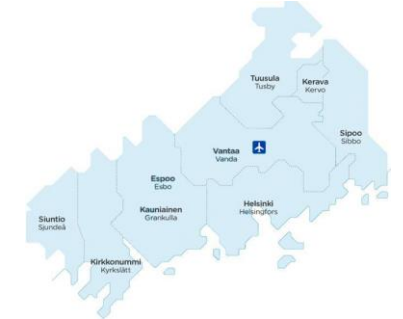 Tuusula
Tusby
Kerava
Kervo
Sipoo
Sibbo
Vantaa
Vanda
Espoo
Esbo
Kauniainen
Grankulla
Helsinki
Helsingfors
Siuntio
Sjundeå
Kirkkonummi
Kyrkslätt